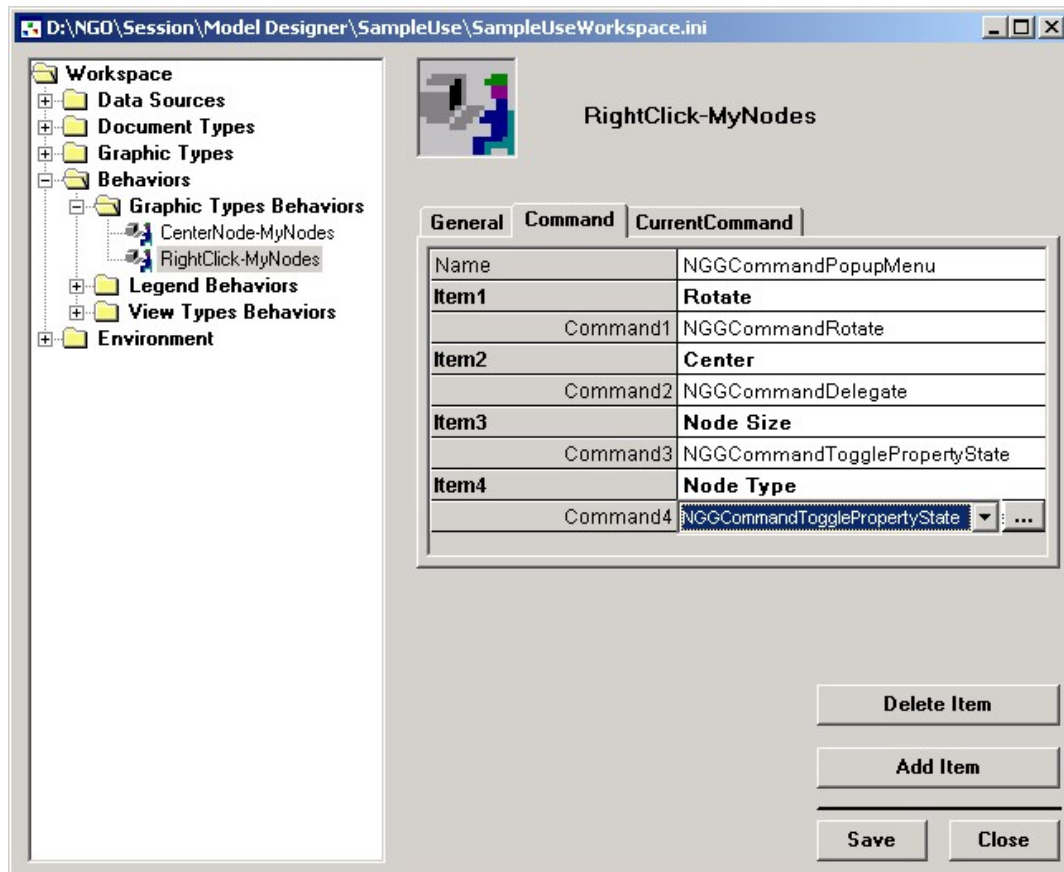 D:\NGO\Session\Model Designer\SampleUse\SampleUseWorkspace.ini
Workspace
Data Sources
Document Types
Graphic Types
Behaviors
Graphic Types Behaviors
CenterNode-MyNodes
RightClick-MyNodes
Legend Behaviors
View Types Behaviors
Environment
RightClick-MyNodes
General Command CurrentCommand
Name NGGCommandPopupMenu
Item1 Rotate
Command1 NGGCommandRotate
Item2 Center
Command2 NGGCommandDelegate
Item3 Node Size
Command3 NGGCommandTogglePropertyState
Item4 Node Type
Command4 NGGCommandTogglePropertyState ...
Delete Item
Add Item
Save Close